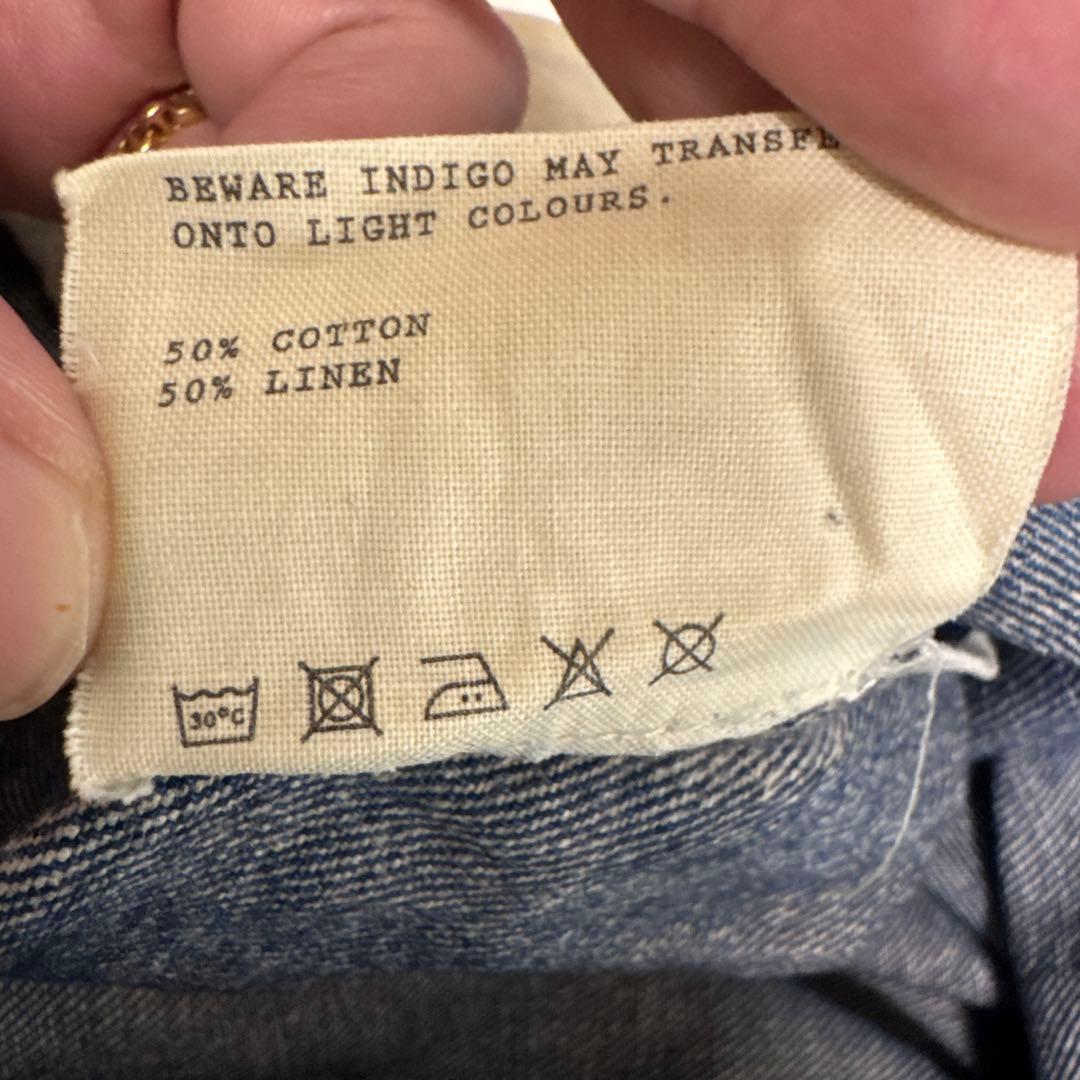 BEWARE INDIGO MAY
ONTO LIGHT COLOURS.
50% COTTON
50% LINEN
30°C